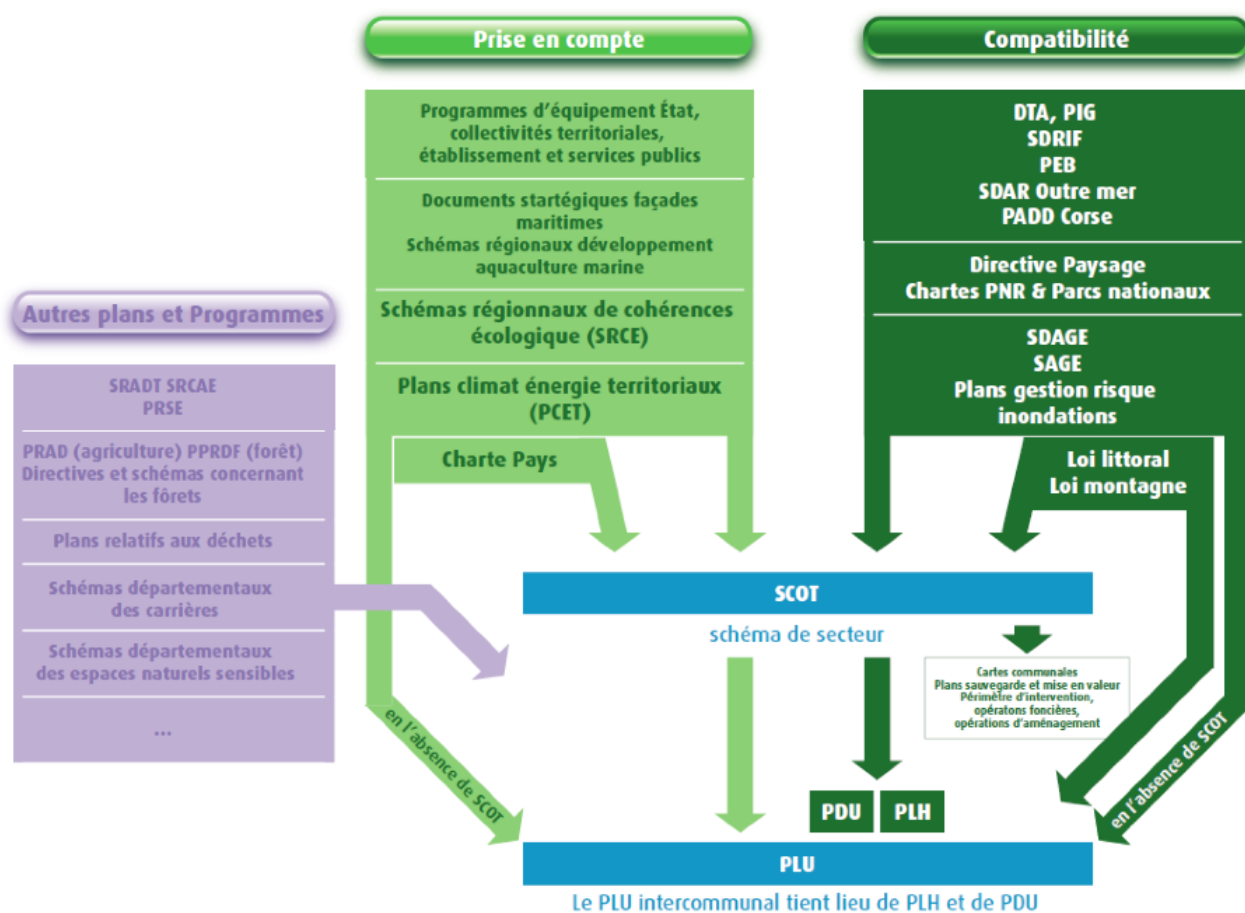 Prise en compte
Programmes d'équipement État,
collectivités territoriales,
établissement et services publics
Documents startégiques façades
maritimes
Schémas régionaux développement
aquaculture marine
Schémas régionnaux de cohérences
écologique (SRCE)
Plans climat énergie territoriaux
(PCET)
Charte Pays
Compatibilité
DTA, PIG
SDRIF
PEB
SDAR Outre mer
PADD Corse
Directive Paysage
Chartes PNR & Parcs nationaux
SDAGE
SAGE
Plans gestion risque
inondations
Loi littoral
Loi montagne
Autres plans et Programmes
SRADT SRCAE
PRSE
PRAD (agriculture) PPRDF (forêt)
Directives et schémas concernant
les fôrets
Plans relatifs aux déchets
Schémas départementaux
des carrières
Schémas départementaux
des espaces naturels sensibles
...
SCOT
schéma de secteur
Cartes communales
Plans sauvegarde et mise en valeur
Périmètre d'intervention,
opératons foncières,
opérations d'aménagement
en l'absence de SCOT
en l'absence de SCOT
PDU
PLH
PLU
Le PLU intercommunal tient lieu de PLH et de PDU